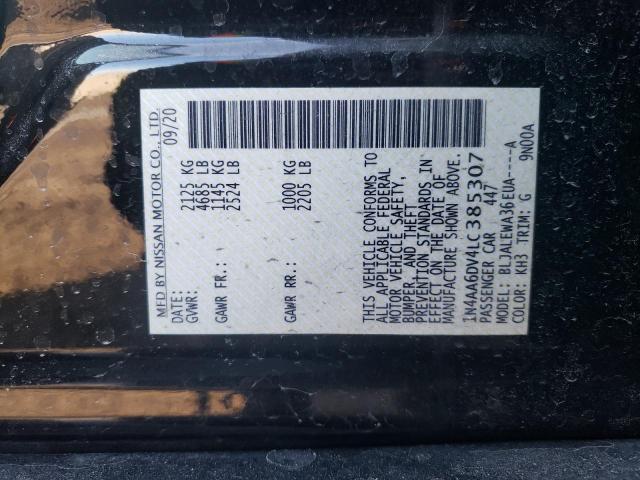 MFD BY NISSAN MOTOR CO., LTD.
DATE: 09/20
GVWR: 2125 KG
4685 LB
GAWR FR: 1145 KG
2524 LB
GAWR RR: 1000 KG
2205 LB
THIS VEHICLE CONFORMS TO
ALL APPLICABLE FEDERAL
MOTOR VEHICLE SAFETY,
BUMPER, AND THEFT
PREVENTION STANDARDS IN
EFFECT ON THE DATE OF
MANUFACTURE SHOWN ABOVE.
1N4AA6DV4LC385307
PASSENGER CAR 447
MODEL: BLJALEWA36EUA----A
COLOR: KH3 TRIM: G 9N00A